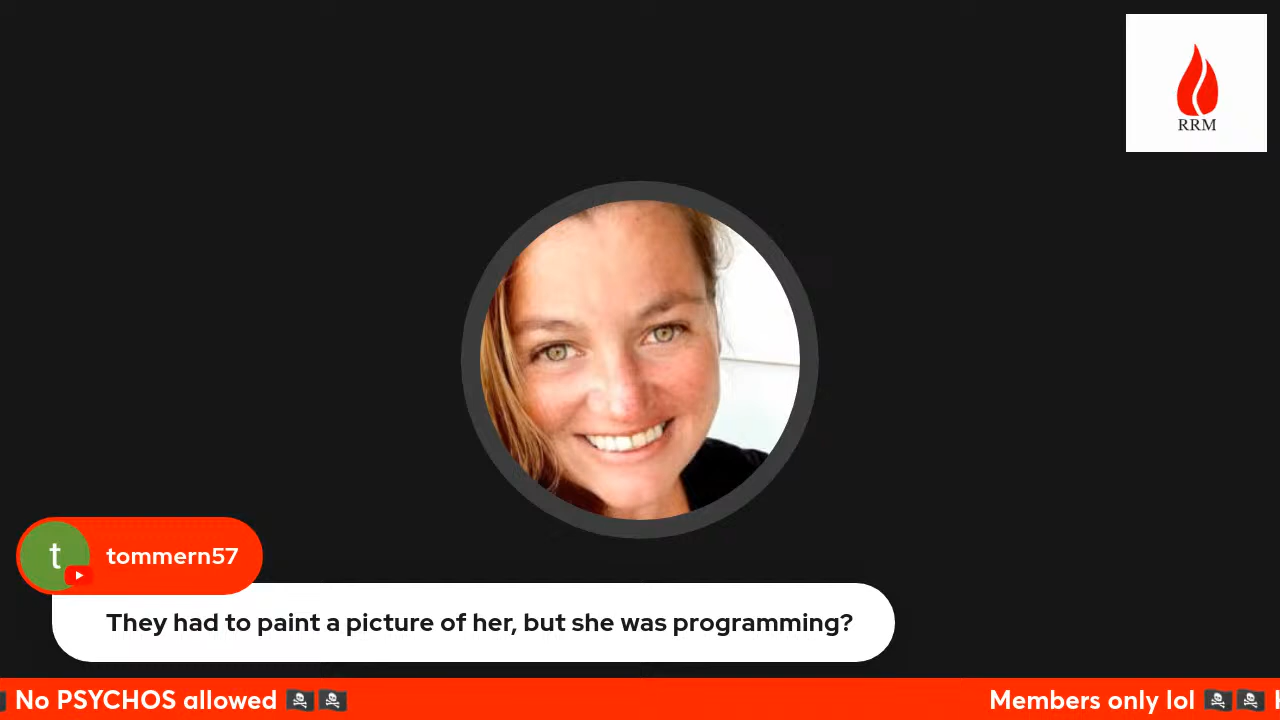 RRM
t
tommern57
They had to paint a picture of her, but she was programming?
No PSYCHOS allowed 🏴‍☠️🏴‍☠️
Members only lol 🏴‍☠️🏴‍☠️